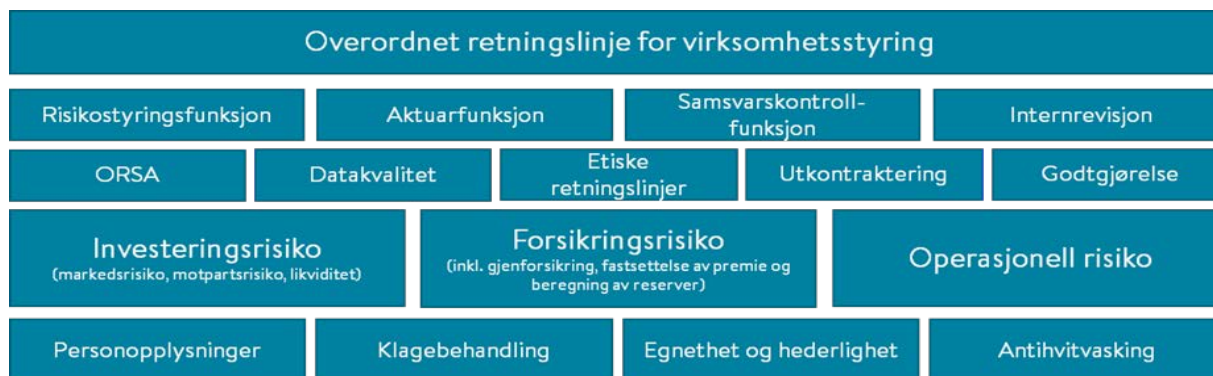 Overordnet retningslinje for virksomhetsstyring
Risikostyringsfunksjon
Aktuarfunksjon
Samsvarskontroll-
funksjon
Internrevisjon
ORSA
Datakvalitet
Etiske
retningslinjer
Utkontraktering
Godtgjørelse
Investeringsrisiko
(markedsrisiko, motpartsrisiko, likviditet)
Forsikringsrisiko
(inkl. gjenforsikring, fastsettelse av premie og
beregning av reserver)
Operasjonell risiko
Personopplysninger
Klagebehandling
Egnethet og hederlighet
Antihvitvasking